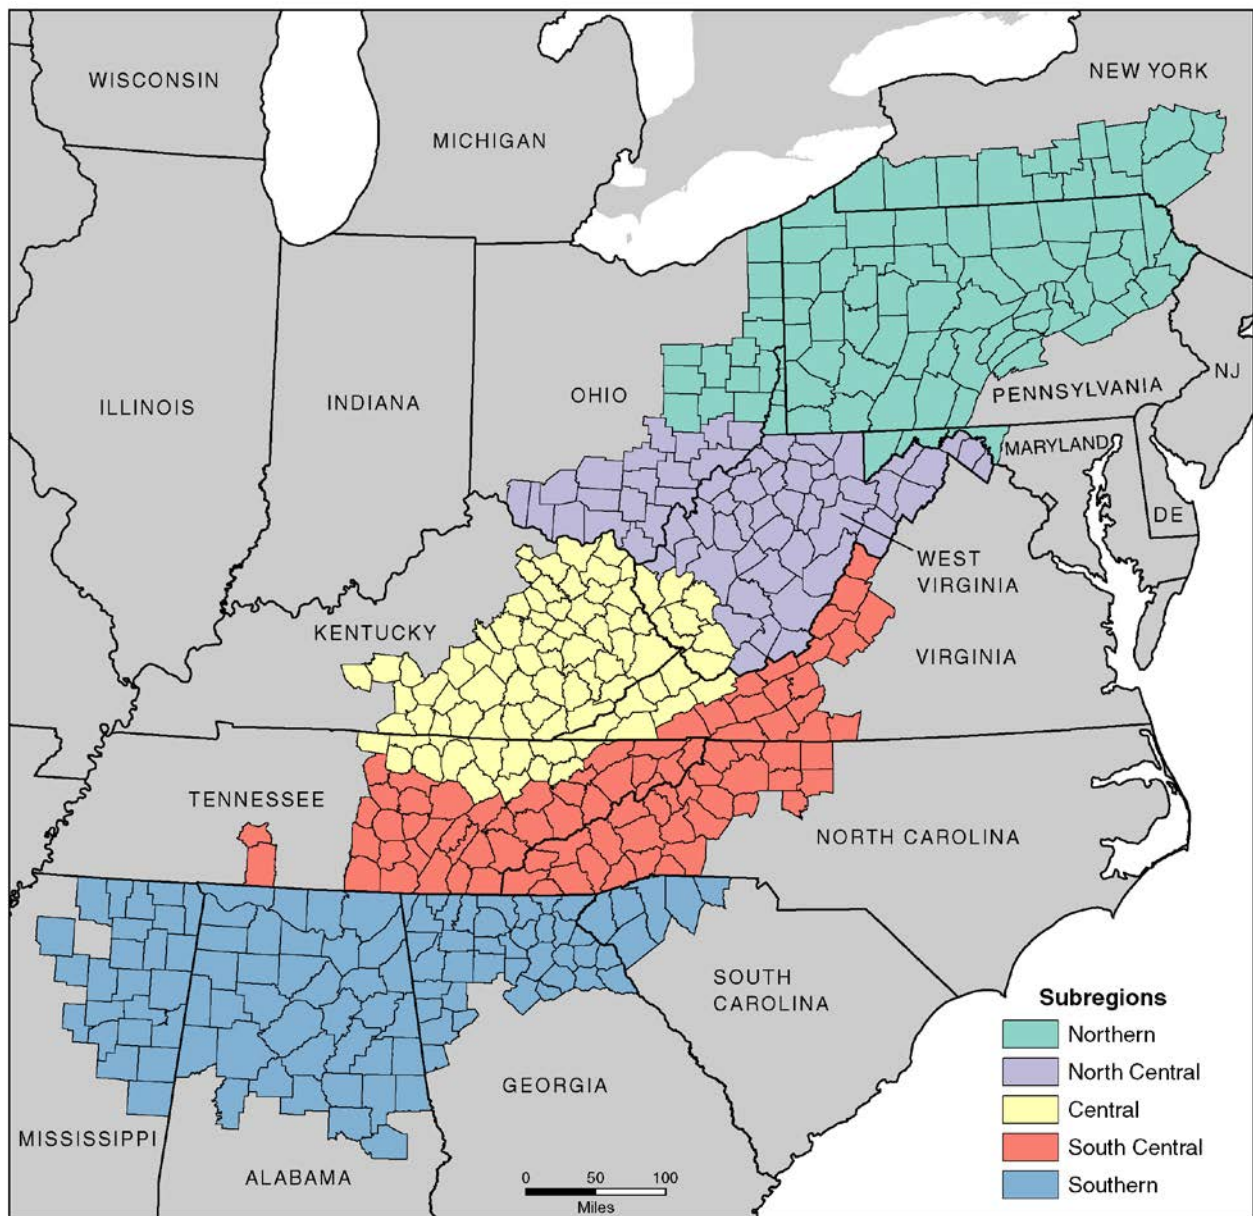 WISCONSIN
MICHIGAN
NEW YORK
ILLINOIS
INDIANA
OHIO
PENNSYLVANIA
NJ
MARYLAND
DE
WEST
VIRGINIA
KENTUCKY
VIRGINIA
TENNESSEE
NORTH CAROLINA
SOUTH
CAROLINA
GEORGIA
MISSISSIPPI
ALABAMA
0 50 100
Miles
Subregions
Northern
North Central
Central
South Central
Southern